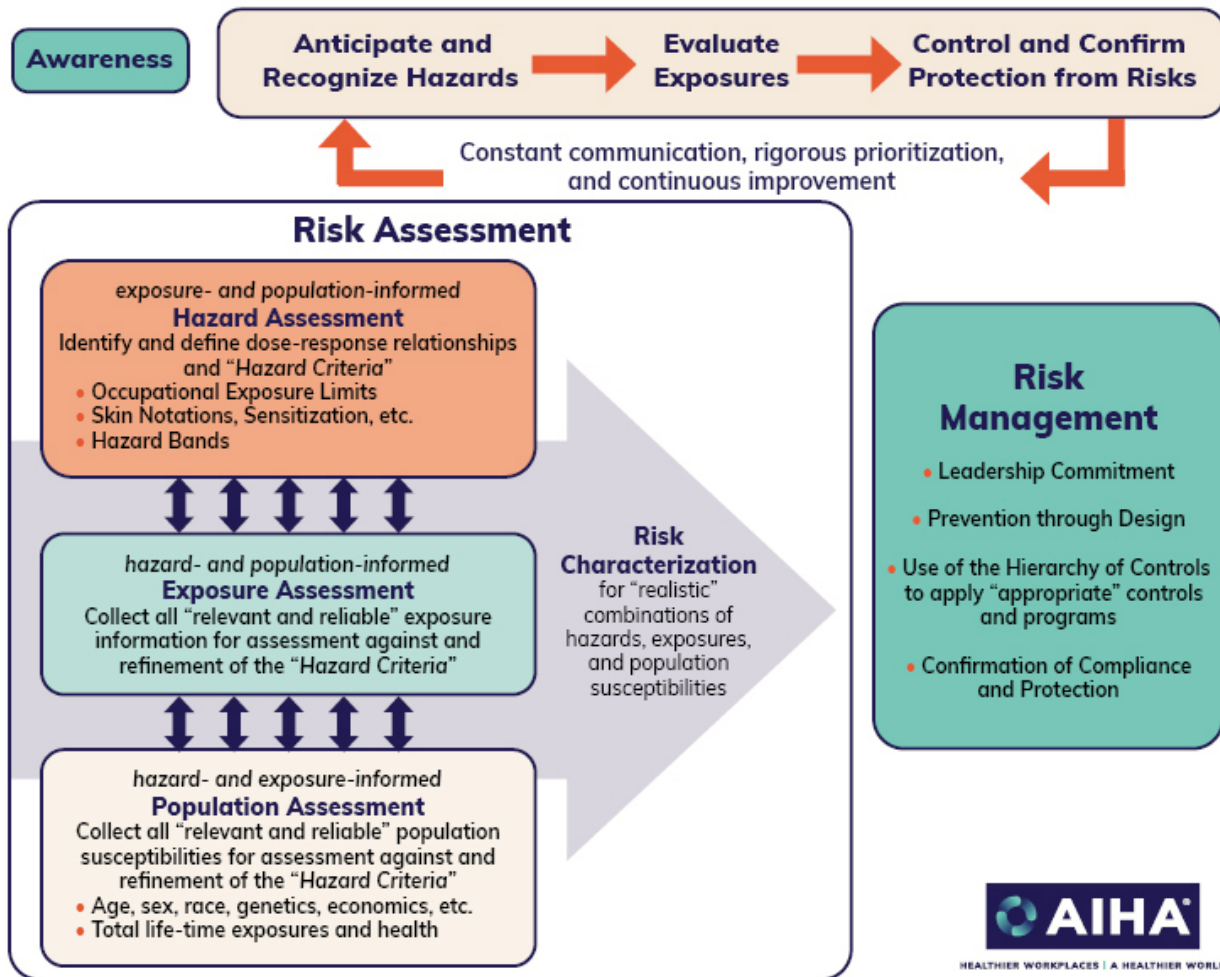 Awareness
Anticipate and
Recognize Hazards
Evaluate
Exposures
Control and Confirm
Protection from Risks
Constant communication, rigorous prioritization,
and continuous improvement
Risk Assessment
exposure- and population-informed
Hazard Assessment
Identify and define dose-response relationships
and “Hazard Criteria”
• Occupational Exposure Limits
• Skin Notations, Sensitization, etc.
• Hazard Bands
hazard- and population-informed
Exposure Assessment
Collect all “relevant and reliable” exposure
information for assessment against and
refinement of the “Hazard Criteria”
hazard- and exposure-informed
Population Assessment
Collect all “relevant and reliable” population
susceptibilities for assessment against and
refinement of the “Hazard Criteria”
• Age, sex, race, genetics, economics, etc.
• Total life-time exposures and health
Risk
Characterization
for “realistic”
combinations of
hazards, exposures,
and population
susceptibilities
Risk
Management
• Leadership Commitment
• Prevention through Design
• Use of the Hierarchy of Controls
to apply “appropriate” controls
and programs
• Confirmation of Compliance
and Protection
AIHA®
HEALTHIER WORKPLACES | A HEALTHIER WORL